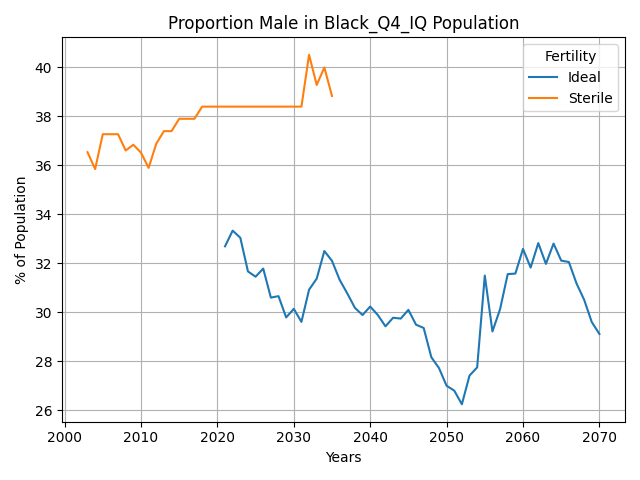 Proportion Male in Black_Q4_IQ Population
Fertility
Ideal
Sterile
% of Population
40
38
36
34
32
30
28
26
2000 2010 2020 2030 2040 2050 2060 2070
Years